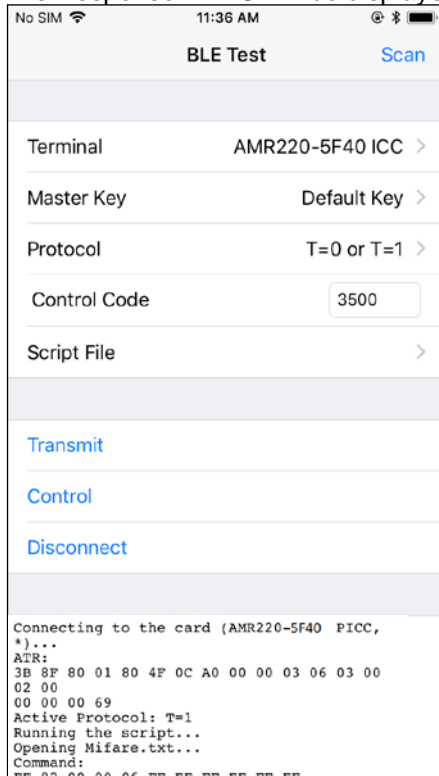 No SIM 11:36 AM
BLE Test Scan
Terminal AMR220-5F40 ICC >
Master Key Default Key >
Protocol T=0 or T=1 >
Control Code 3500
Script File >
Transmit
Control
Disconnect
Connecting to the card (AMR220-5F40 PICC,
*)...
ATR:
3B 8F 80 01 80 4F 0C A0 00 00 03 06 03 00
02 00
00 00 00 69
Active Protocol: T=1
Running the script...
Opening Mifare.txt...
Command: